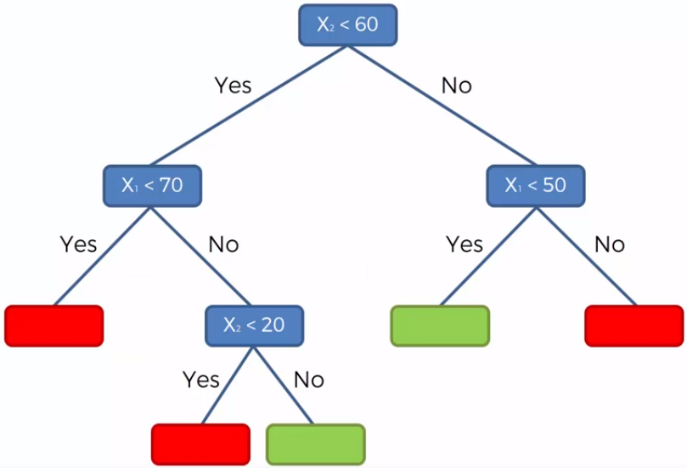 X₂ < 60
Yes
No
X₁ < 70
X₁ < 50
Yes
No
Yes
No
X₂ < 20
Yes
No